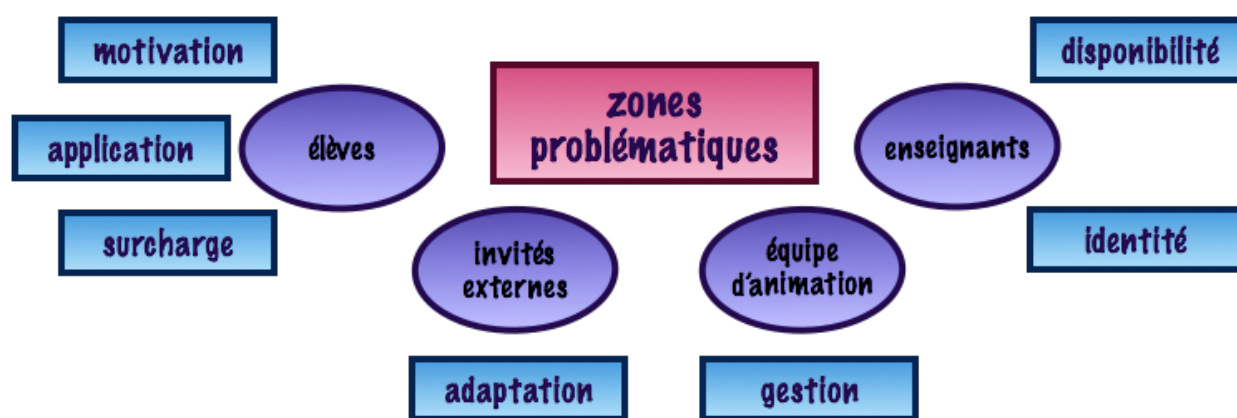 motivation
disponibilité
zones
problématiques
application
élèves
enseignants
surcharge
identité
invités
externes
équipe
d'animation
adaptation
gestion